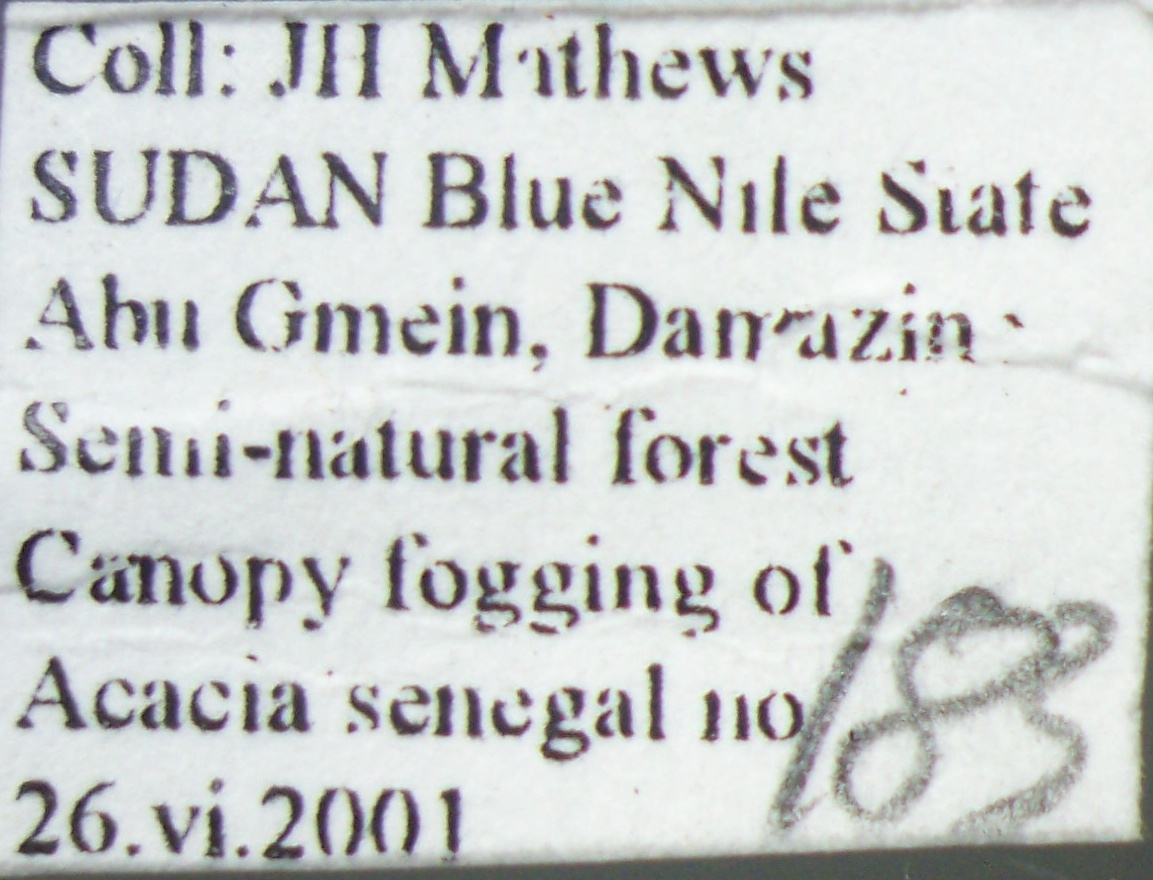 Coll: JH Mathews
SUDAN Blue Nile State
Abu Gmein, Damazin
Semi-natural forest
Canopy fogging of
Acacia senegal no 183
26.vi.2001